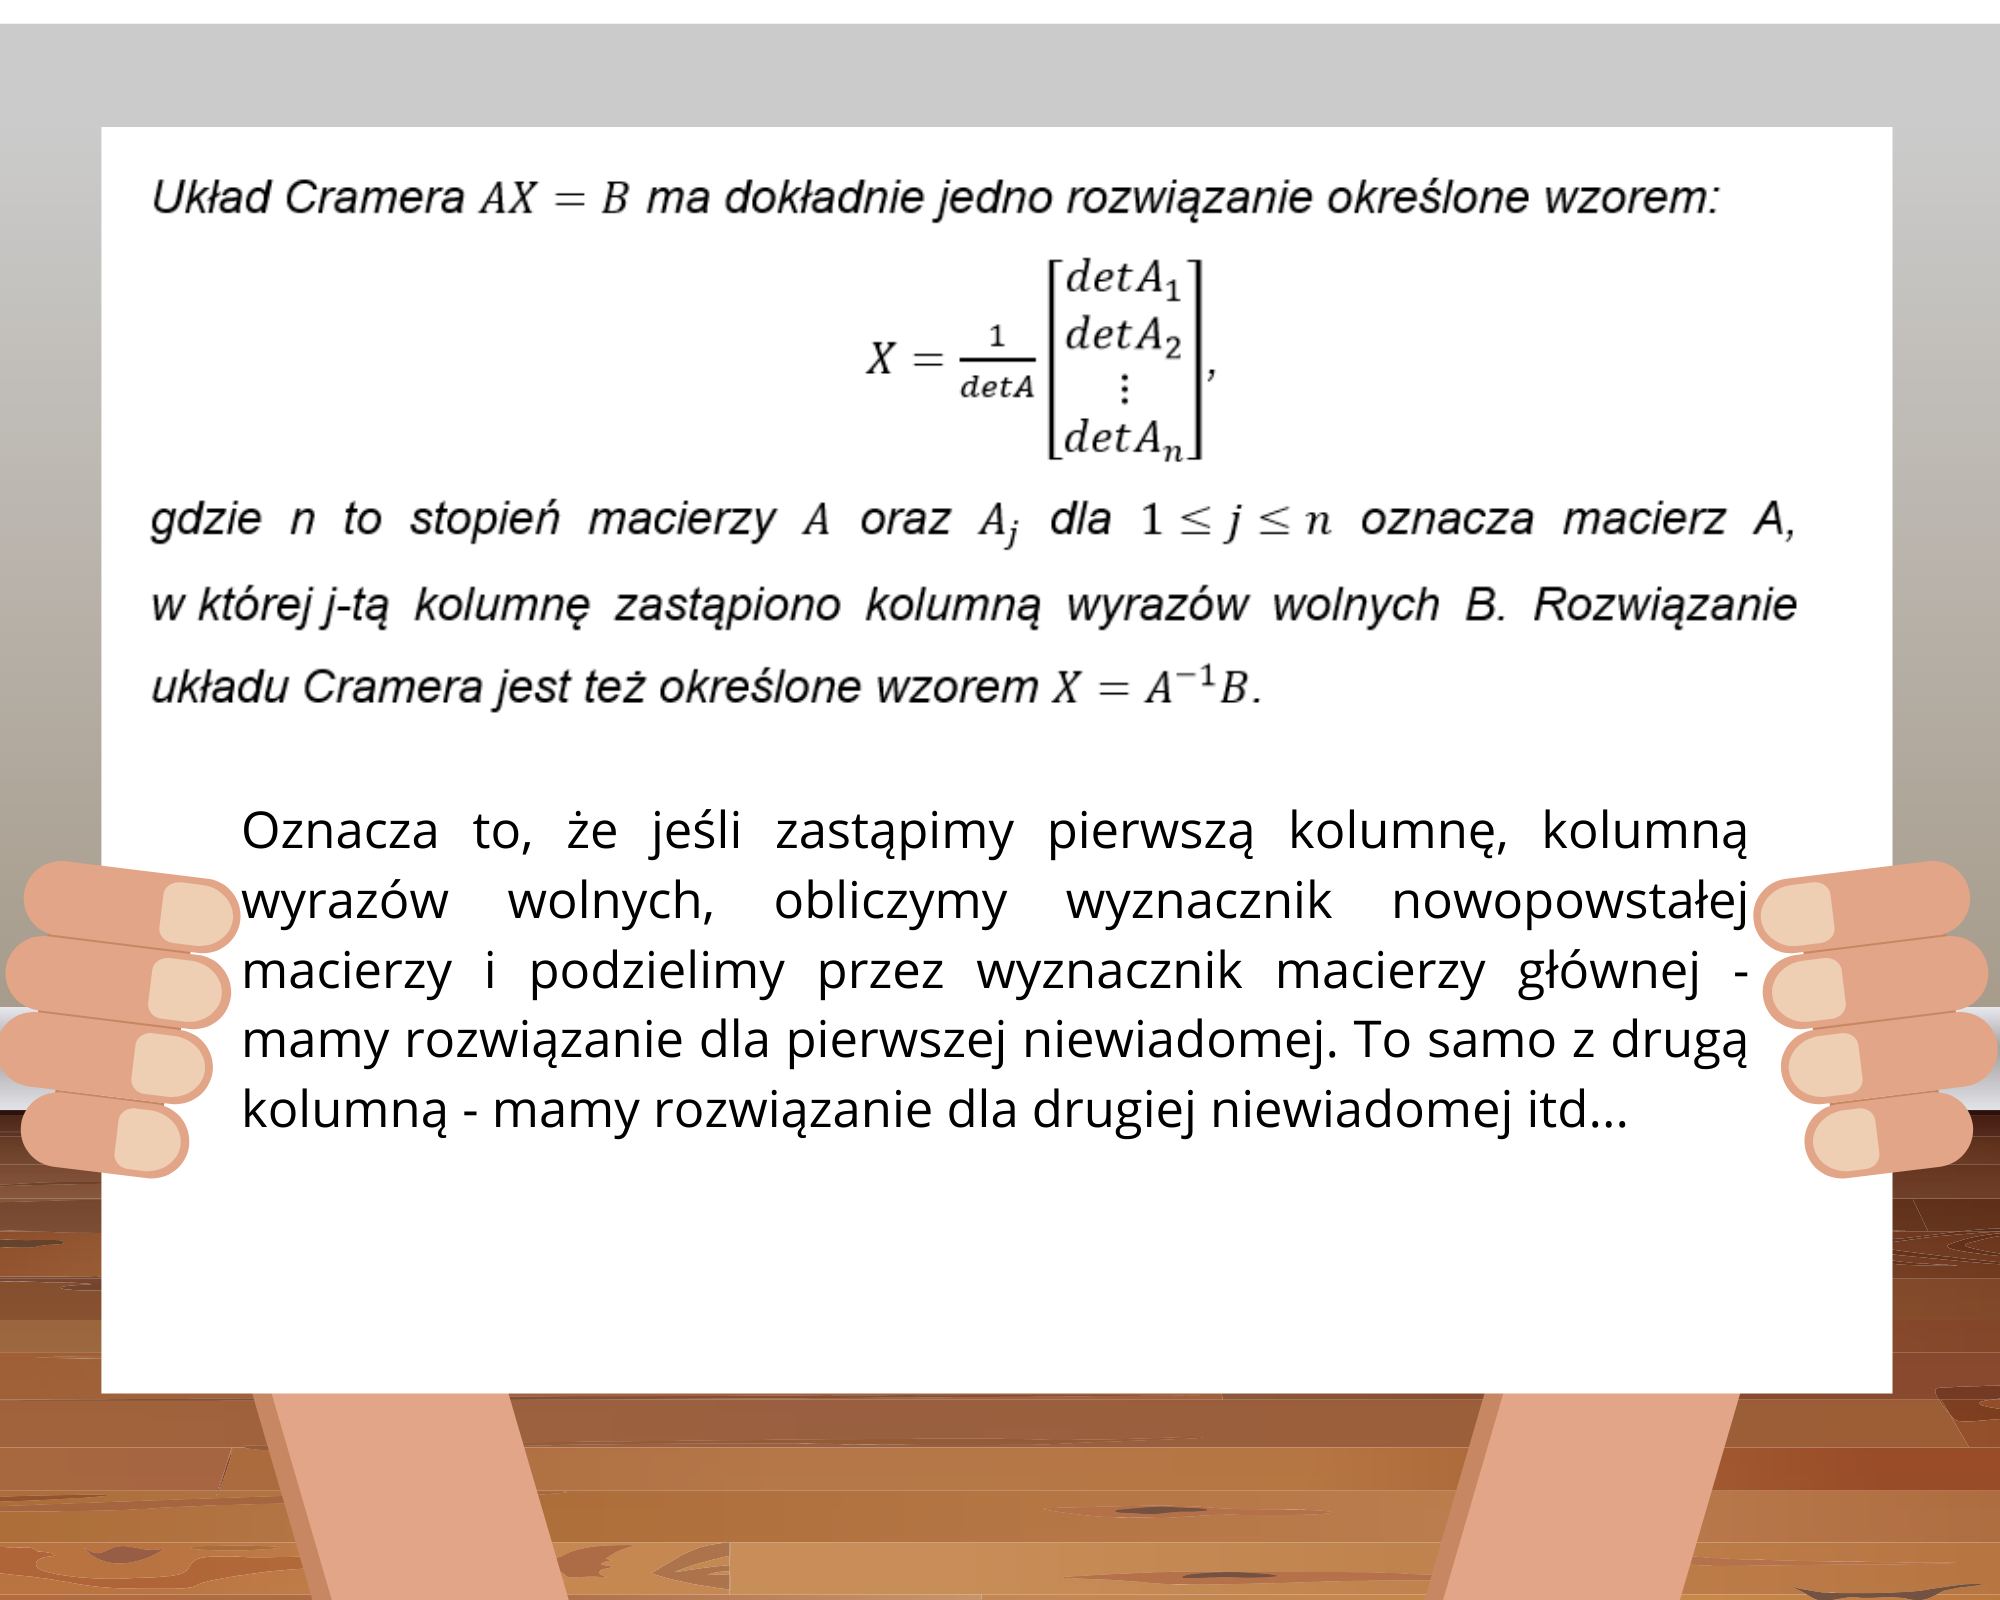 Układ Cramera AX = B ma dokładnie jedno rozwiązanie określone wzorem:
X = \frac{1}{detA} \begin{bmatrix} detA_1 \\ detA_2 \\ \vdots \\ detA_n \end{bmatrix},
gdzie n to stopień macierzy A oraz A_j dla 1 ≤ j ≤ n oznacza macierz A,
w której j-tą kolumnę zastąpiono kolumną wyrazów wolnych B. Rozwiązanie
układu Cramera jest też określone wzorem X = A⁻¹B.
Oznacza to, że jeśli zastąpimy pierwszą kolumnę, kolumną
wyrazów wolnych, obliczymy wyznacznik nowopowstałej
macierzy i podzielimy przez wyznacznik macierzy głównej -
mamy rozwiązanie dla pierwszej niewiadomej. To samo z drugą
kolumną - mamy rozwiązanie dla drugiej niewiadomej itd...